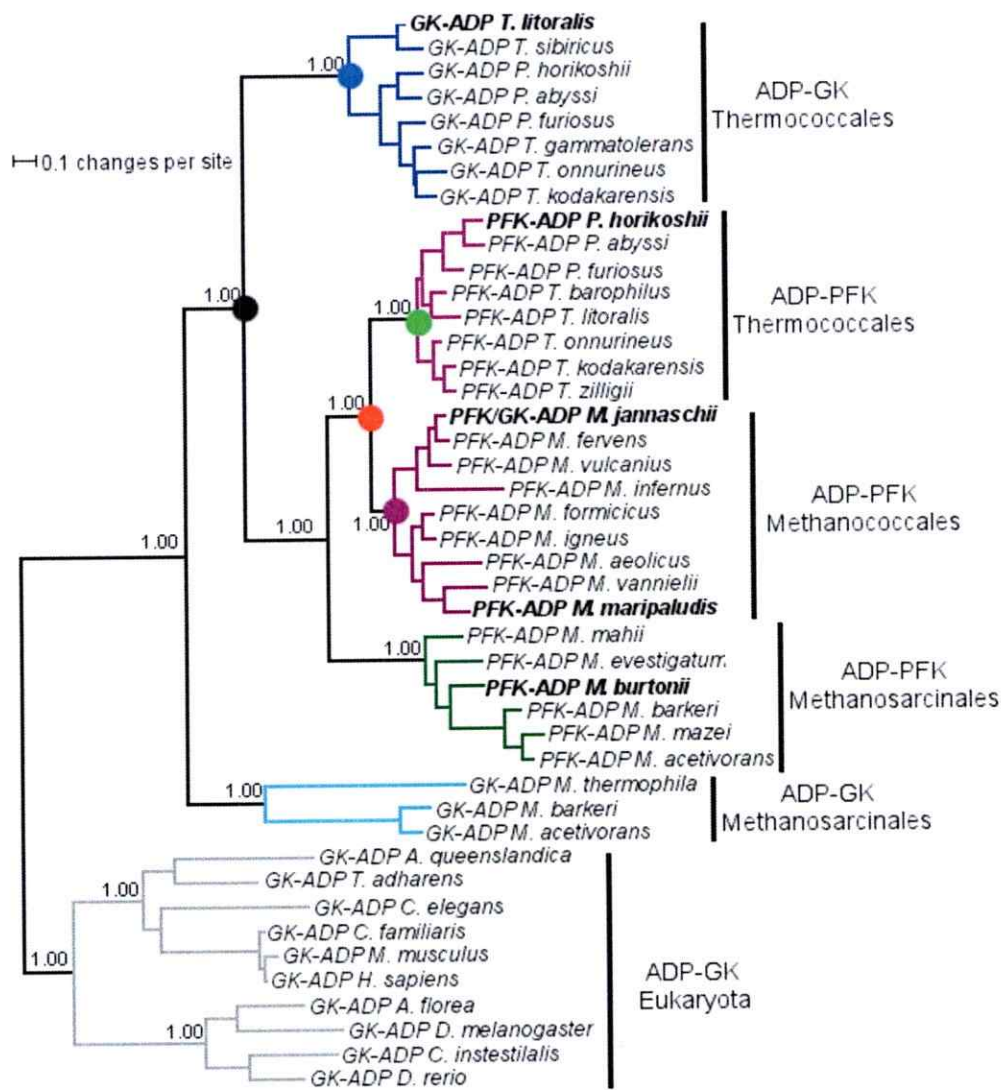 GK-ADP T. litoralis
1.00
GK-ADP T. sibiricus
GK-ADP P. horikoshii
GK-ADP P. abyssi
ADP-GK
Thermococcales
GK-ADP P. furiosus
GK-ADP T. gammatolerans
0.1 changes per site
GK-ADP T. onnurineus
GK-ADP T. kodakarensis
PFK-ADP P. horikoshii
PFK-ADP P. abyssi
PFK-ADP P. furiosus
1.00
PFK-ADP T. barophilus
ADP-PFK
Thermococcales
1.00
PFK-ADP T. litoralis
PFK-ADP T. onnurineus
PFK-ADP T. kodakarensis
PFK-ADP T. zilligii
1.00
PFK/GK-ADP M. jannaschii
PFK-ADP M. fervens
PFK-ADP M. vulcanius
PFK-ADP M. infernus
ADP-PFK
Methanococcales
1.00
PFK-ADP M. formicicus
1.00
1.00
PFK-ADP M. igneus
1.00
PFK-ADP M. aeolicus
PFK-ADP M. vannielii
PFK-ADP M. maripaludis
1.00
PFK-ADP M. mahii
PFK-ADP M. evestigatum.
PFK-ADP M. burtonii
ADP-PFK
Methanosarcinales
PFK-ADP M. barkeri
PFK-ADP M. mazei
PFK-ADP M. acetivorans
1.00
GK-ADP M. thermophila
GK-ADP M. barkeri
GK-ADP M. acetivorans
ADP-GK
Methanosarcinales
GK-ADP A. queenslandica
1.00
GK-ADP T. adharens
GK-ADP C. elegans
GK-ADP C. familiaris
GK-ADP M. musculus
1.00
GK-ADP H. sapiens
ADP-GK
Eukaryota
GK-ADP A. florea
1.00
GK-ADP D. melanogaster
GK-ADP C. instestilalis
GK-ADP D. rerio